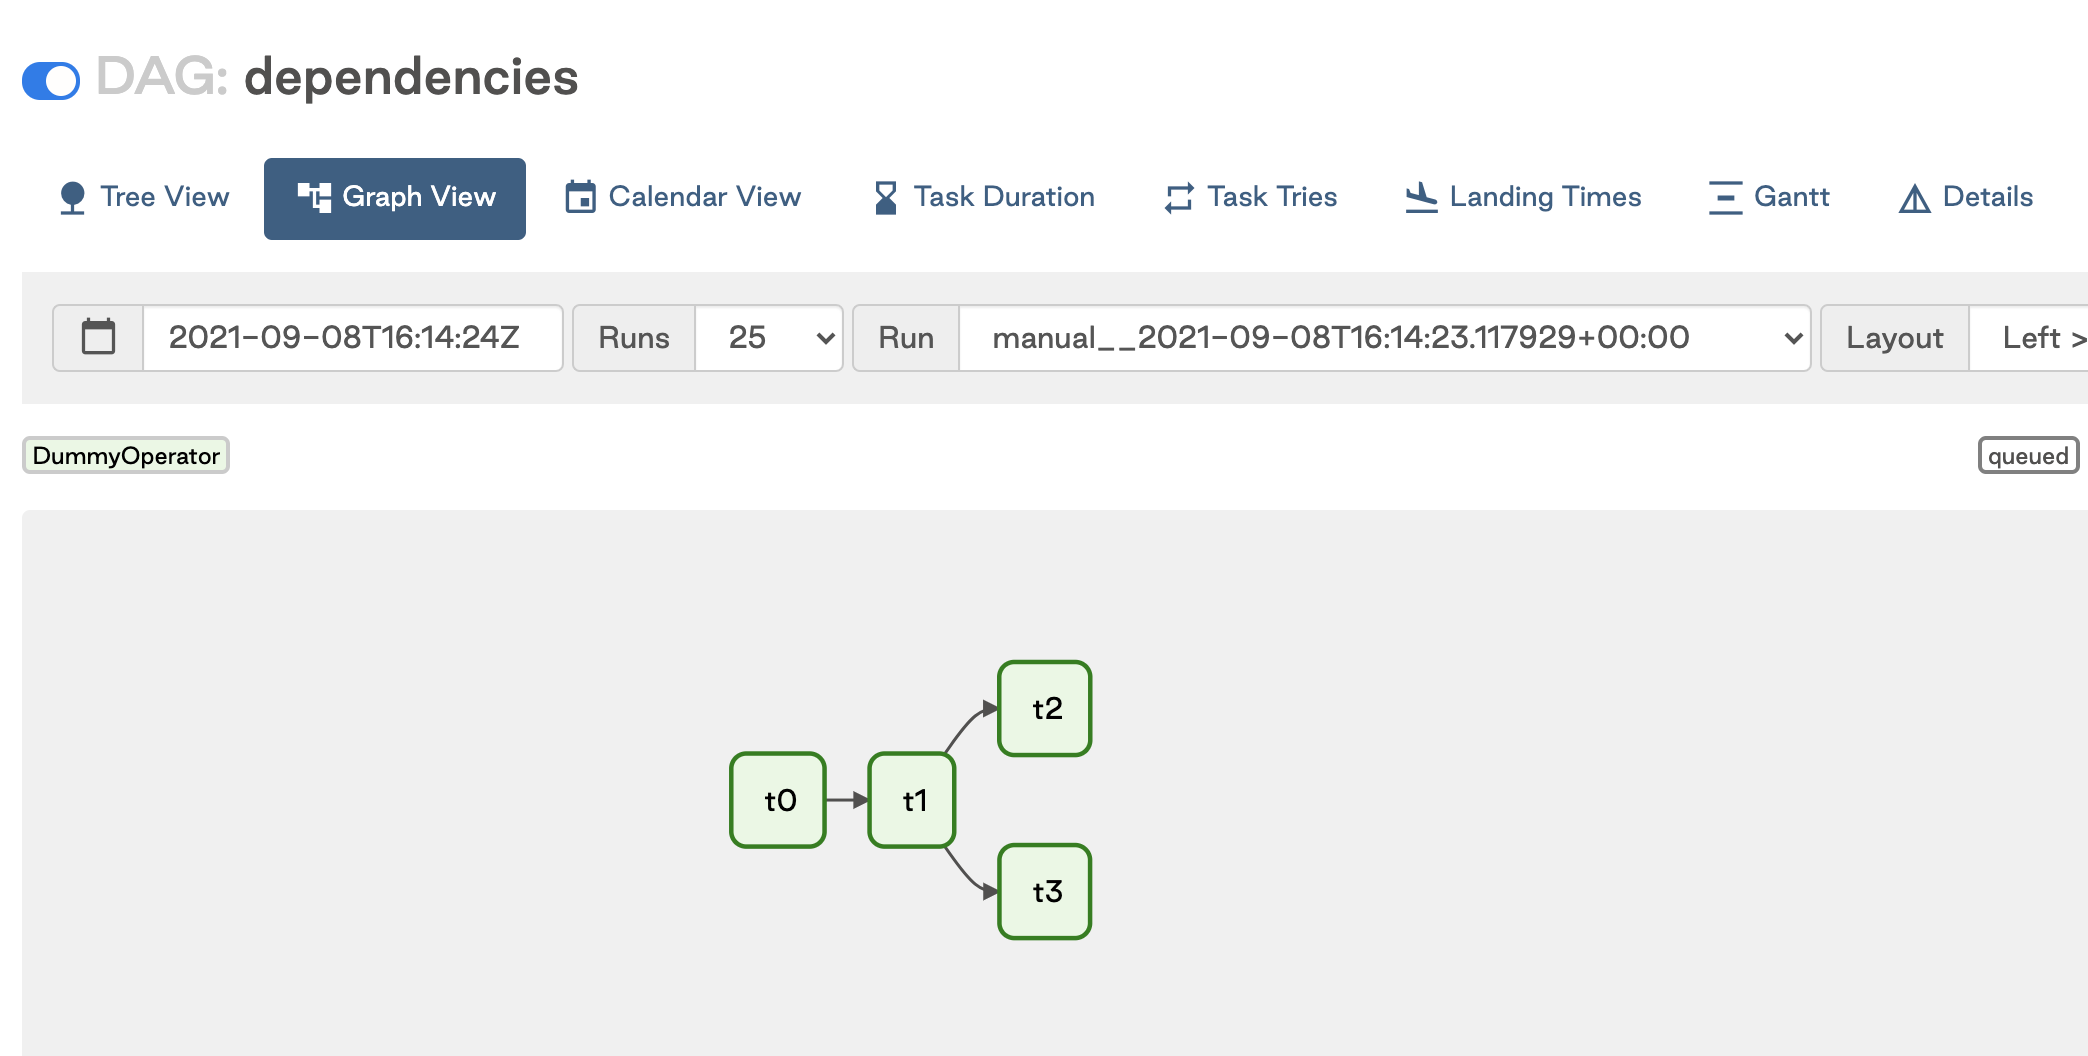 DAG: dependencies
Tree View Graph View Calendar View Task Duration Task Tries Landing Times Gantt Details
2021-09-08T16:14:24Z Runs 25 Run manual__2021-09-08T16:14:23.117929+00:00 Layout Left >
DummyOperator queued
t2
t0 t1
t3